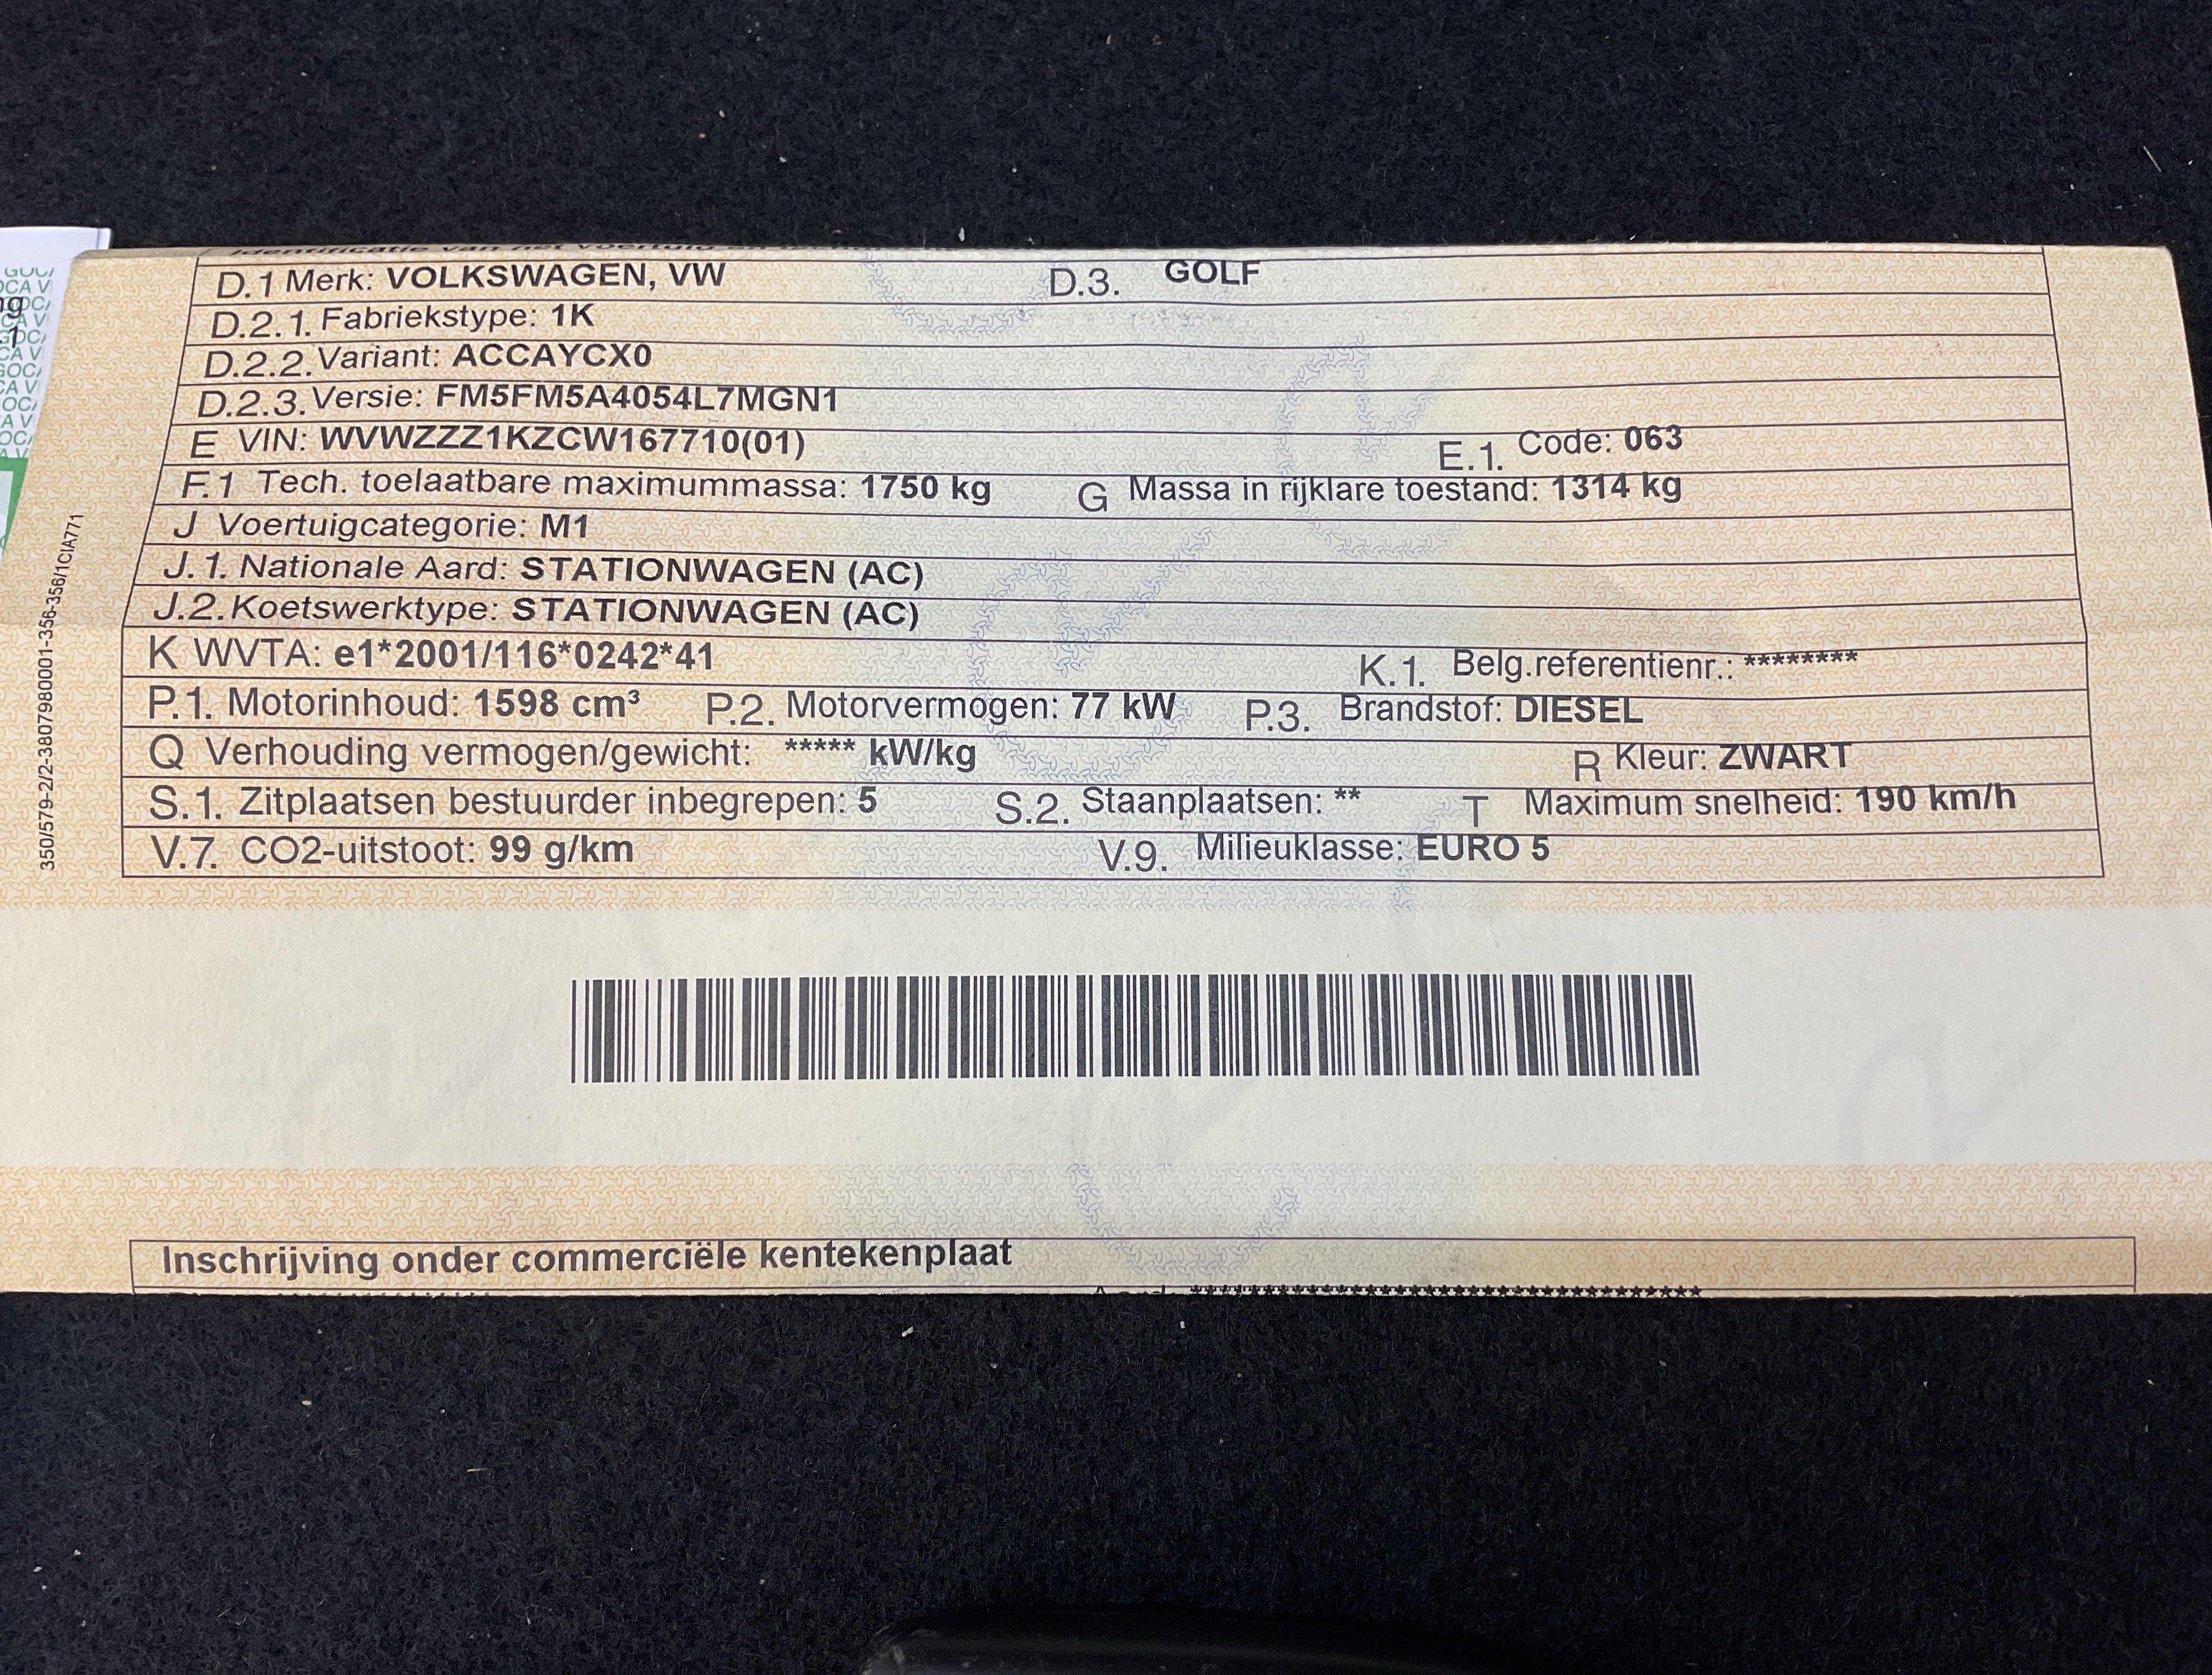 Identificatie van het voertuig
D.1 Merk: VOLKSWAGEN, VW D.3. GOLF
D.2.1. Fabriekstype: 1K
D.2.2. Variant: ACCAYCX0
D.2.3. Versie: FM5FM5A4054L7MGN1
E VIN: WVWZZZ1KZCW167710(01) E.1. Code: 063
F.1 Tech. toelaatbare maximummassa: 1750 kg G Massa in rijklare toestand: 1314 kg
J Voertuigcategorie: M1
J.1. Nationale Aard: STATIONWAGEN (AC)
J.2. Koetswerktype: STATIONWAGEN (AC)
K WVTA: e1*2001/116*0242*41 K.1. Belg.referentienr.: ********
P.1. Motorinhoud: 1598 cm³ P.2. Motorvermogen: 77 kW P.3. Brandstof: DIESEL
Q Verhouding vermogen/gewicht: ***** kW/kg R Kleur: ZWART
S.1. Zitplaatsen bestuurder inbegrepen: 5 S.2. Staanplaatsen: ** T Maximum snelheid: 190 km/h
V.7. CO2-uitstoot: 99 g/km V.9. Milieuklasse: EURO 5
350/579-2/2-3807980001-356-356/1CIA771
Inschrijving onder commerciële kentekenplaat